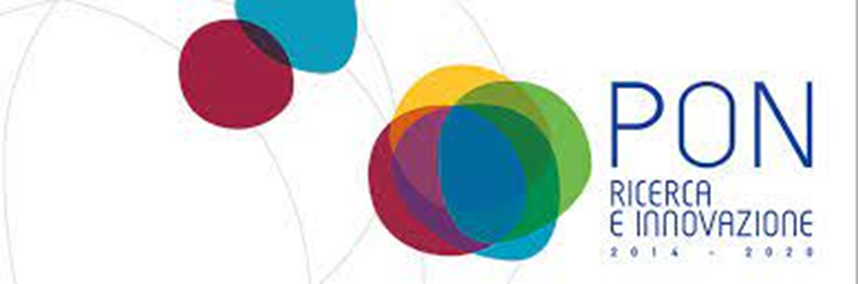 PON
RICERCA
E INNOVAZIONE
2014 - 2020